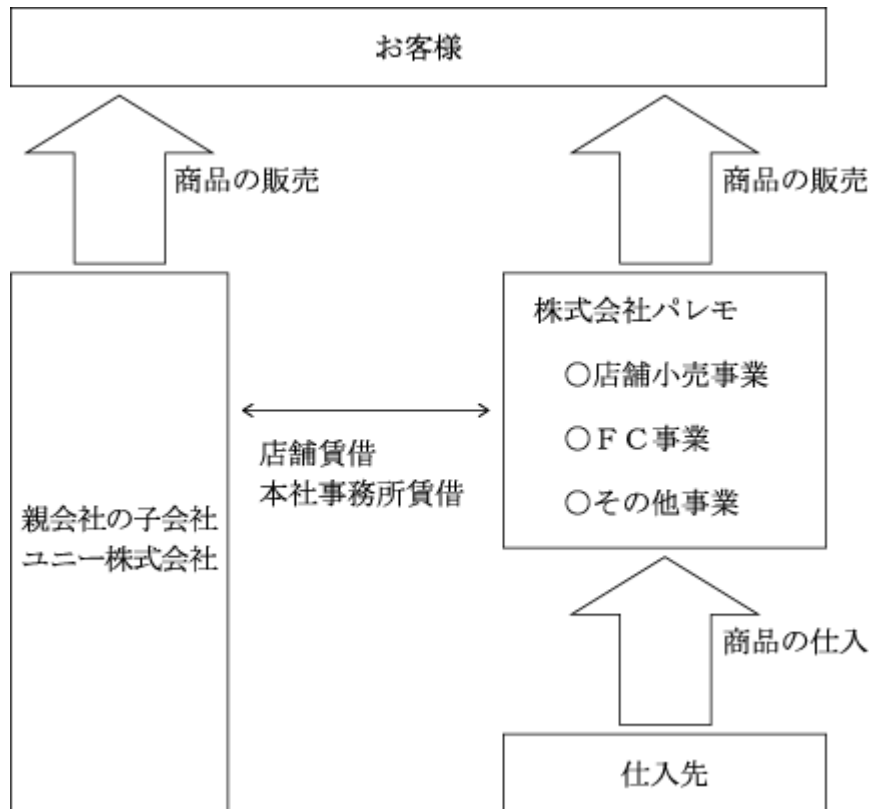 お客様
商品の販売
商品の販売
株式会社パレモ
○店舗小売事業
○ＦＣ事業
○その他事業
店舗賃借
本社事務所賃借
親会社の子会社
ユニー株式会社
商品の仕入
仕入先